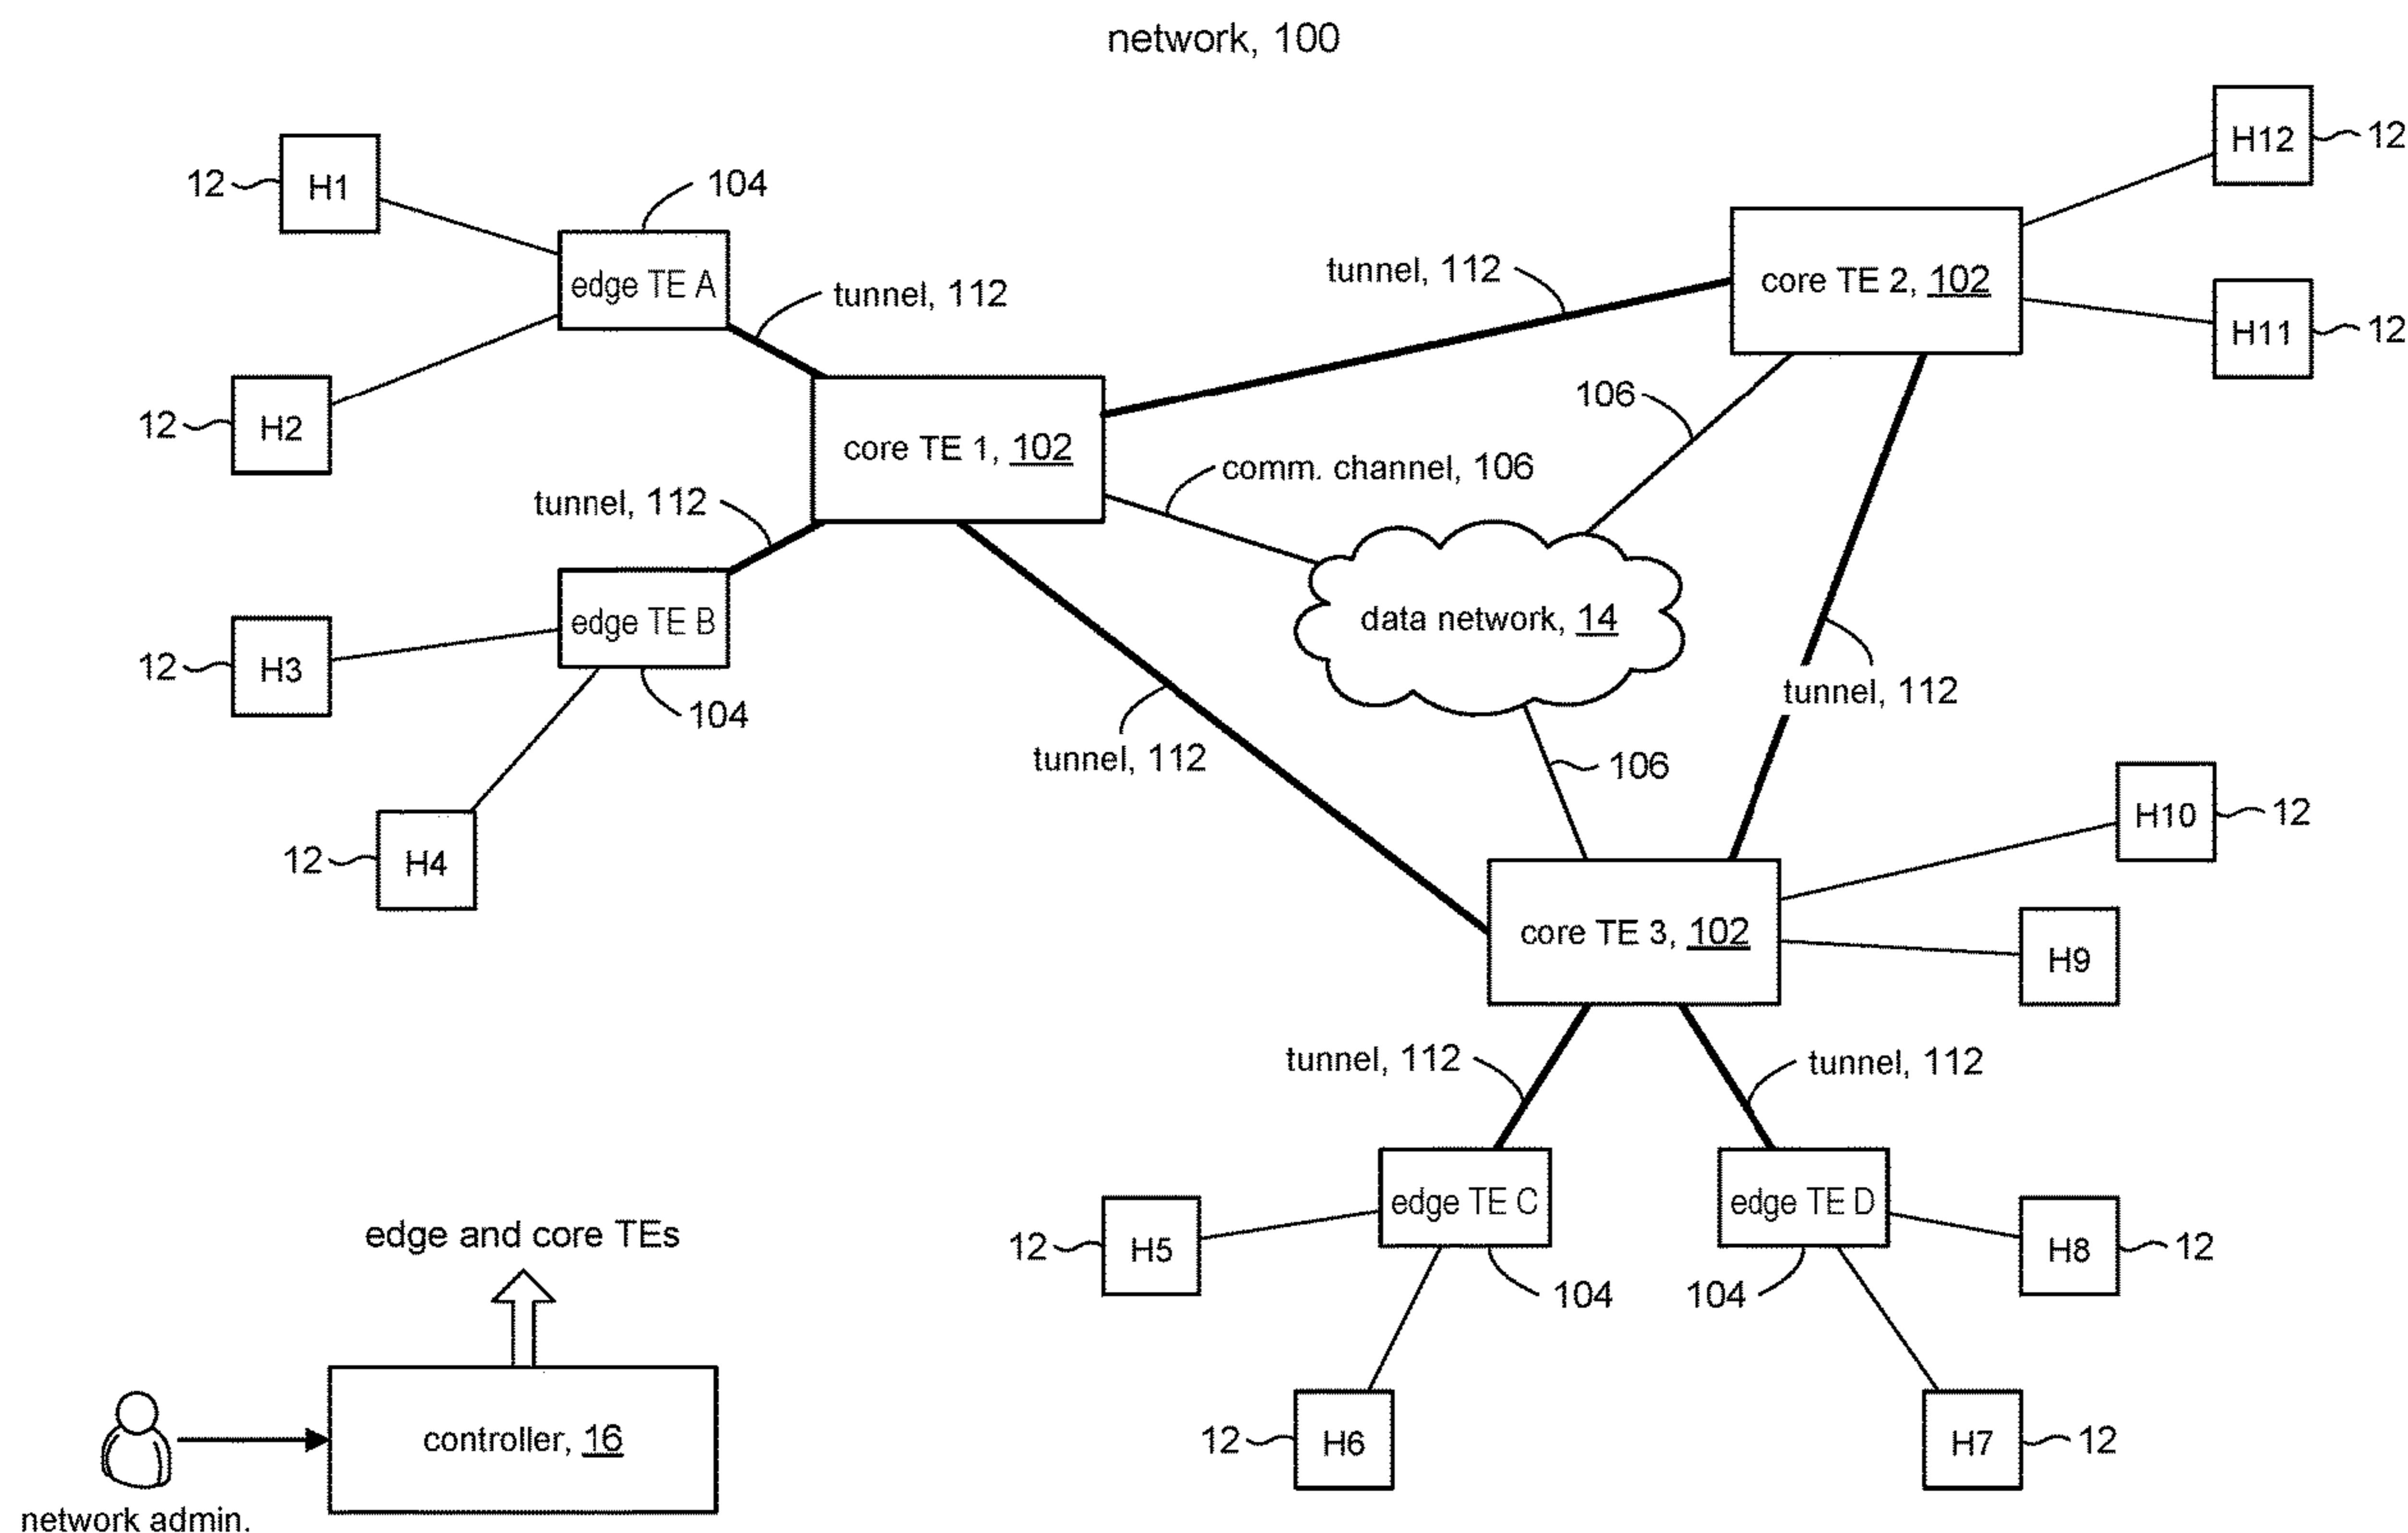 network, 100
H12
12
H1
12
104
edge TE A
tunnel, 112
tunnel, 112
core TE 2, 102
H11
12
H2
12
core TE 1, 102
106
comm. channel, 106
tunnel, 112
edge TE B
data network, 14
H3
12
104
tunnel, 112
tunnel, 112
106
H4
12
H10
12
core TE 3, 102
H9
tunnel, 112
tunnel, 112
edge TE C
edge TE D
H5
12
H8
12
104
104
edge and core TEs
H6
12
H7
12
controller, 16
network admin.